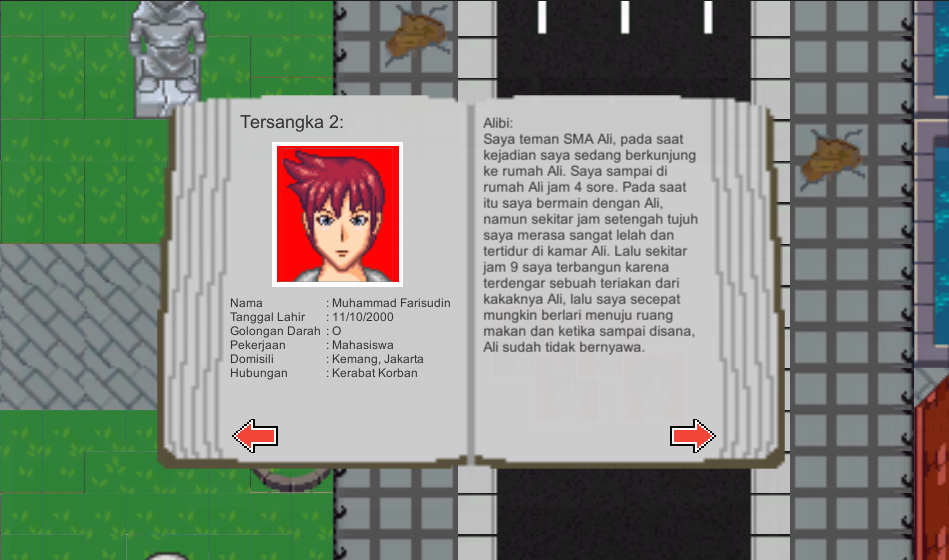 Tersangka 2:
Nama : Muhammad Farisudin
Tanggal Lahir : 11/10/2000
Golongan Darah : O
Pekerjaan : Mahasiswa
Domisili : Kemang, Jakarta
Hubungan : Kerabat Korban
Alibi:
Saya teman SMA Ali, pada saat
kejadian saya sedang berkunjung
ke rumah Ali. Saya sampai di
rumah Ali jam 4 sore. Pada saat
itu saya bermain dengan Ali,
namun sekitar jam setengah tujuh
saya merasa sangat lelah dan
tertidur di kamar Ali. Lalu sekitar
jam 9 saya terbangun karena
terdengar sebuah teriakan dari
kakaknya Ali, lalu saya secepat
mungkin berlari menuju ruang
makan dan ketika sampai disana,
Ali sudah tidak bernyawa.